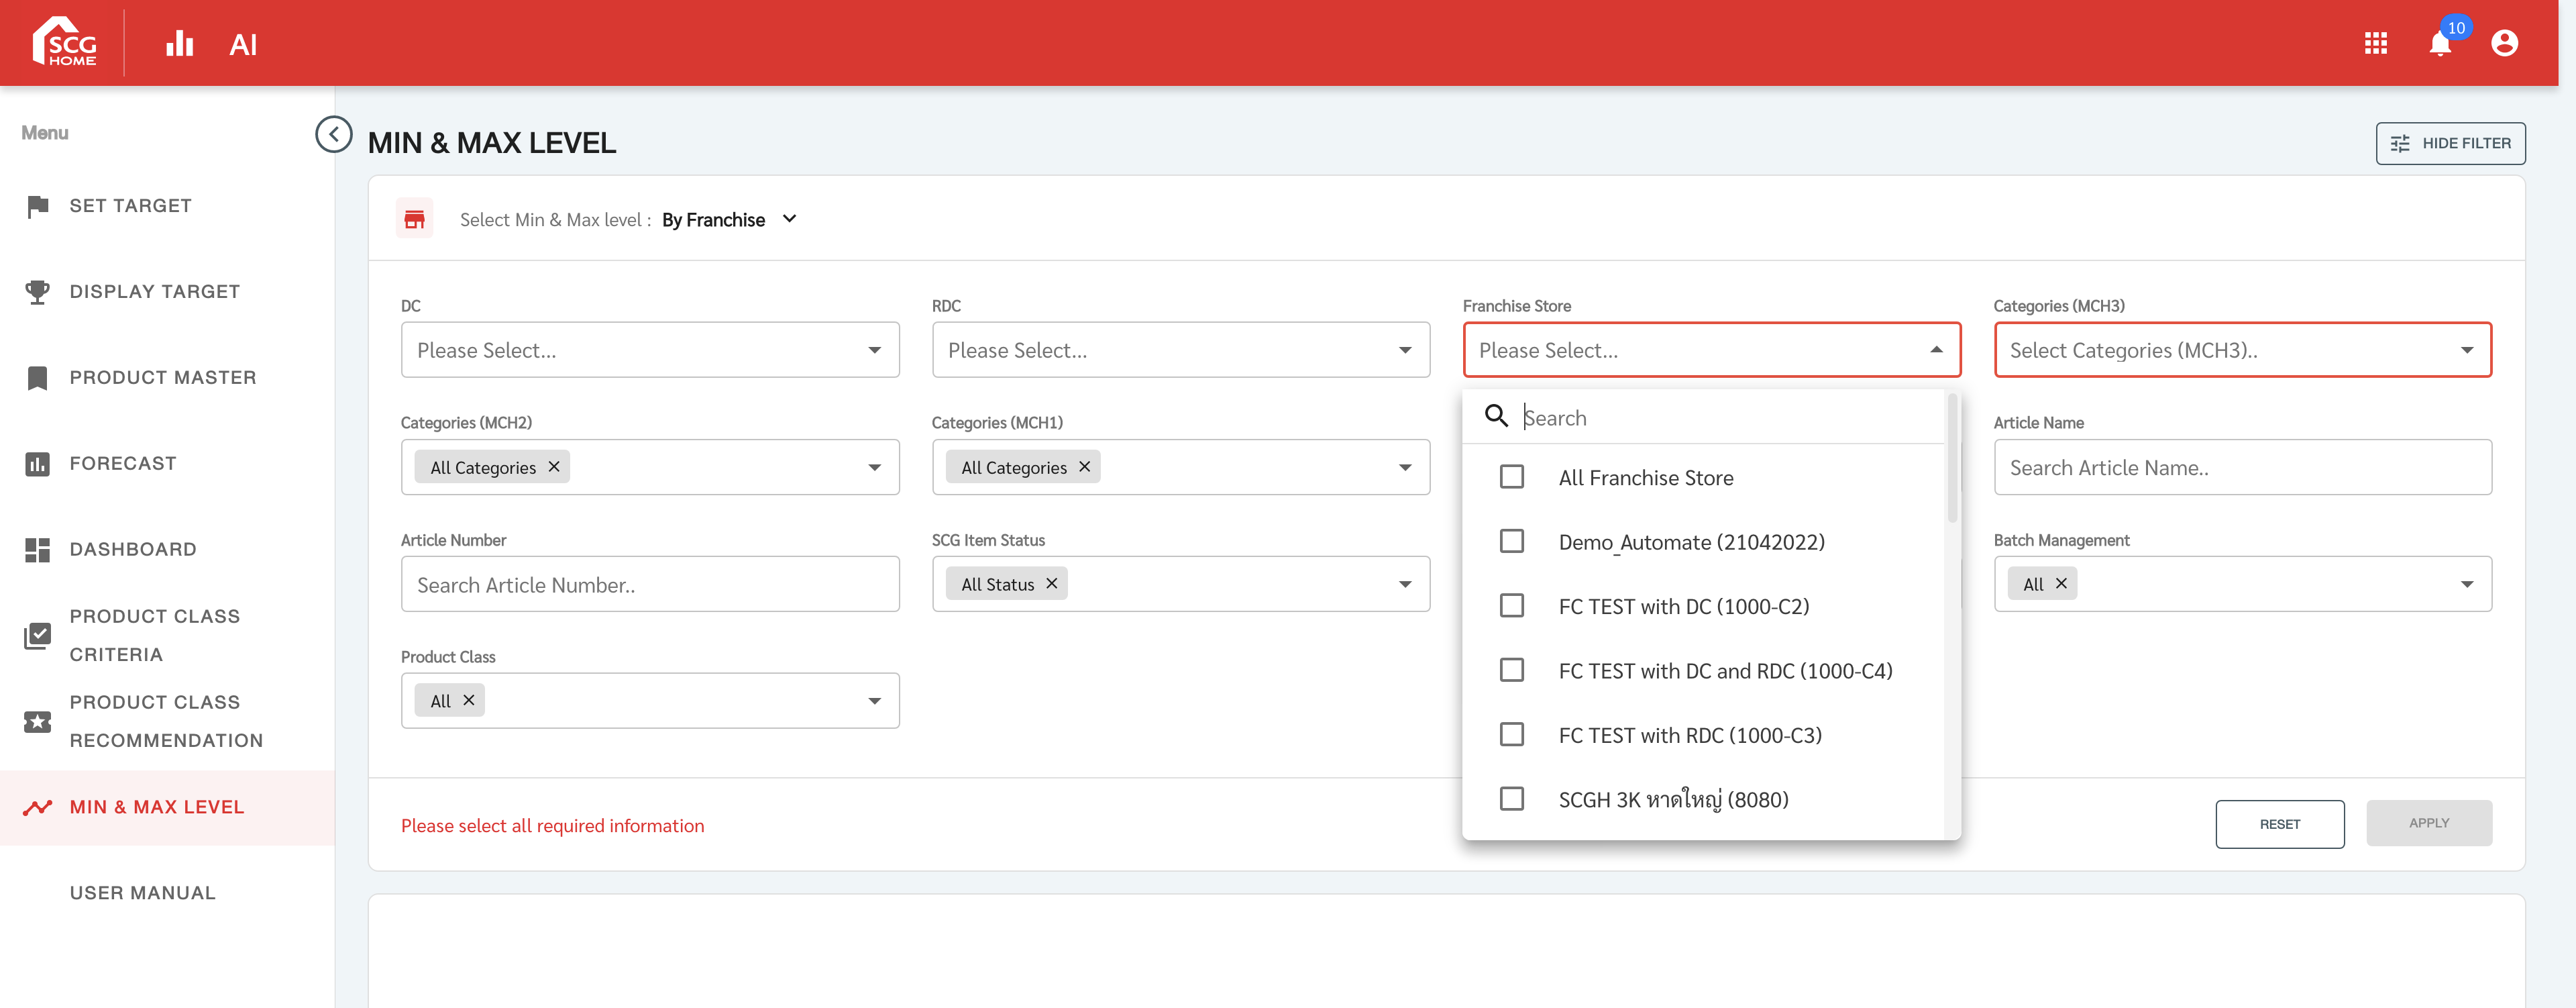 SCG
HOME
AI
10
Menu
SET TARGET
DISPLAY TARGET
PRODUCT MASTER
FORECAST
DASHBOARD
PRODUCT CLASS
CRITERIA
PRODUCT CLASS
RECOMMENDATION
MIN & MAX LEVEL
USER MANUAL
MIN & MAX LEVEL
HIDE FILTER
Select Min & Max level : By Franchise
DC
Please Select...
RDC
Please Select...
Franchise Store
Please Select...
Categories (MCH3)
Select Categories (MCH3)..
Categories (MCH2)
All Categories
Categories (MCH1)
All Categories
Search
All Franchise Store
Demo_Automate (21042022)
FC TEST with DC (1000-C2)
FC TEST with DC and RDC (1000-C4)
FC TEST with RDC (1000-C3)
SCGH 3K หาดใหญ่ (8080)
Article Name
Search Article Name..
Article Number
Search Article Number..
SCG Item Status
All Status
Batch Management
All
Product Class
All
Please select all required information
RESET
APPLY